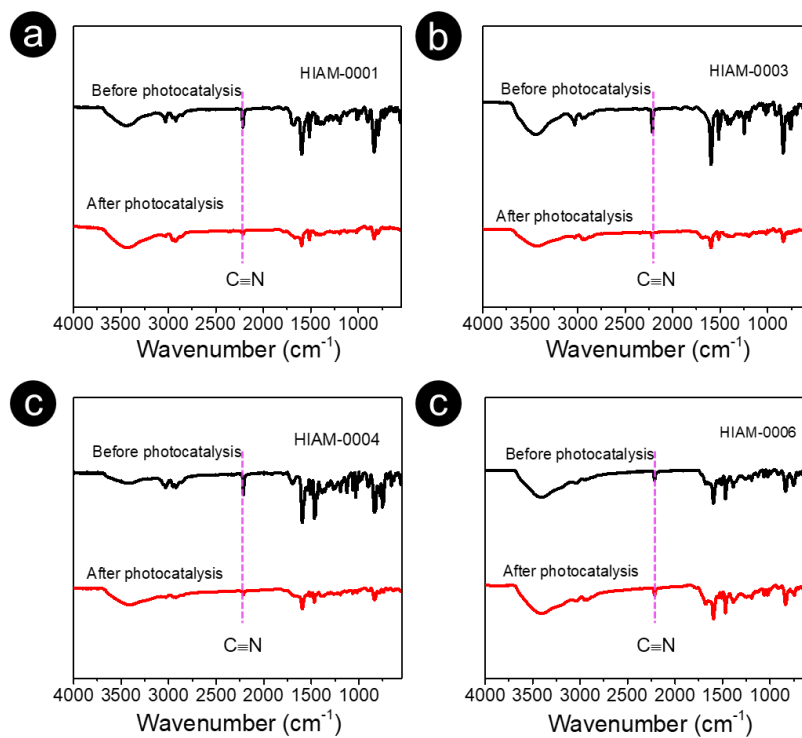 a
HIAM-0001
Before photocatalysis
After photocatalysis
C≡N
4000 3500 3000 2500 2000 1500 1000
Wavenumber (cm⁻¹)
b
HIAM-0003
Before photocatalysis
After photocatalysis
C≡N
4000 3500 3000 2500 2000 1500 1000
Wavenumber (cm⁻¹)
c
HIAM-0004
Before photocatalysis
After photocatalysis
C≡N
4000 3500 3000 2500 2000 1500 1000
Wavenumber (cm⁻¹)
c
HIAM-0006
Before photocatalysis
After photocatalysis
C≡N
4000 3500 3000 2500 2000 1500 1000
Wavenumber (cm⁻¹)